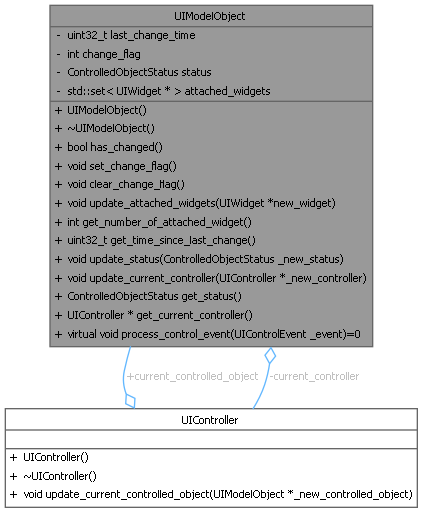 UIModelObject
- uint32_t last_change_time
- int change_flag
- ControlledObjectStatus status
- std::set< UIWidget * > attached_widgets
+ UIModelObject()
+ ~UIModelObject()
+ bool has_changed()
+ void set_change_flag()
+ void clear_change_flag()
+ void update_attached_widgets(UIWidget *new_widget)
+ int get_number_of_attached_widget()
+ uint32_t get_time_since_last_change()
+ void update_status(ControlledObjectStatus _new_status)
+ void update_current_controller(UIController *_new_controller)
+ ControlledObjectStatus get_status()
+ UIController * get_current_controller()
+ virtual void process_control_event(UIControlEvent _event)=0
+current_controlled_object
-current_controller
UIController
+ UIController()
+ ~UIController()
+ void update_current_controlled_object(UIModelObject *_new_controlled_object)